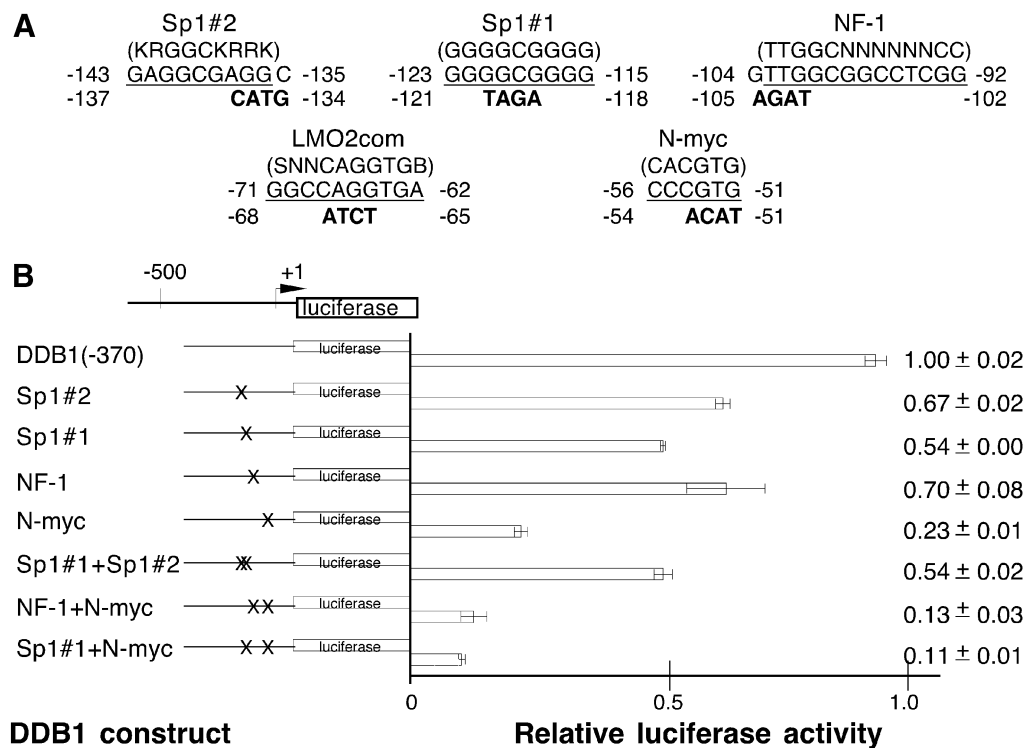 A
Sp1#2 Sp1#1 NF-1
(KRGGCKRRK) (GGGGCGGGG) (TTGGCNNNNNNCC)
-143 GAGGCGAGG C -135 -123 GGGGCGGGG -115 -104 GTTGGCGGCCTCGG -92
-137 CATG -134 -121 TAGA -118 -105 AGAT -102
LMO2com N-myc
(SNNCAGGTGB) (CACGTG)
-71 GGCCAGGTGA -62 -56 CCCGTG -51
-68 ATCT -65 -54 ACAT -51
B
-500 +1
luciferase
DDB1(-370) luciferase 1.00 ± 0.02
Sp1#2 X luciferase 0.67 ± 0.02
Sp1#1 X luciferase 0.54 ± 0.00
NF-1 X luciferase 0.70 ± 0.08
N-myc X luciferase 0.23 ± 0.01
Sp1#1+Sp1#2 XX luciferase 0.54 ± 0.02
NF-1+N-myc X X luciferase 0.13 ± 0.03
Sp1#1+N-myc X X luciferase 0.11 ± 0.01
0 0.5 1.0
DDB1 construct Relative luciferase activity